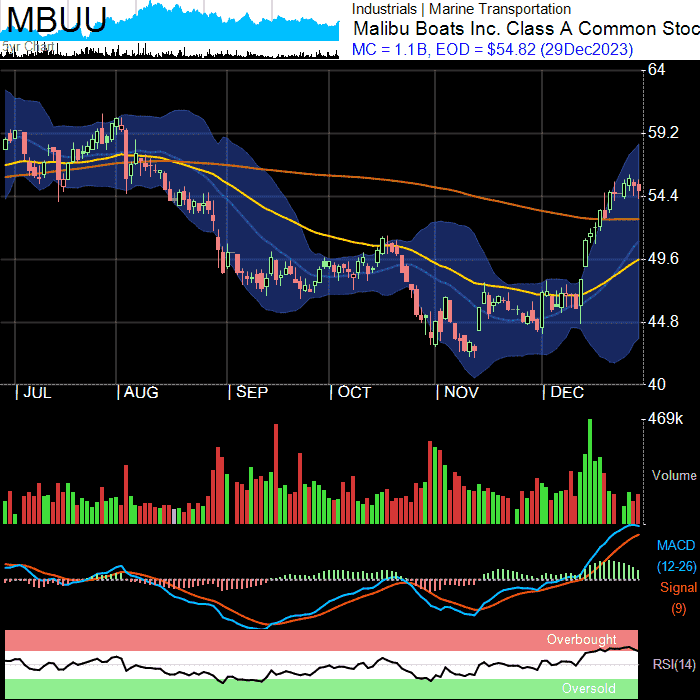 MBUU
5yr Chart
Industrials | Marine Transportation
Malibu Boats Inc. Class A Common Stoc
MC = 1.1B, EOD = $54.82 (29Dec2023)
64
59.2
54.4
49.6
44.8
40
JUL AUG SEP OCT NOV DEC
469k
Volume
MACD
(12-26)
Signal
(9)
Overbought
RSI(14)
Oversold